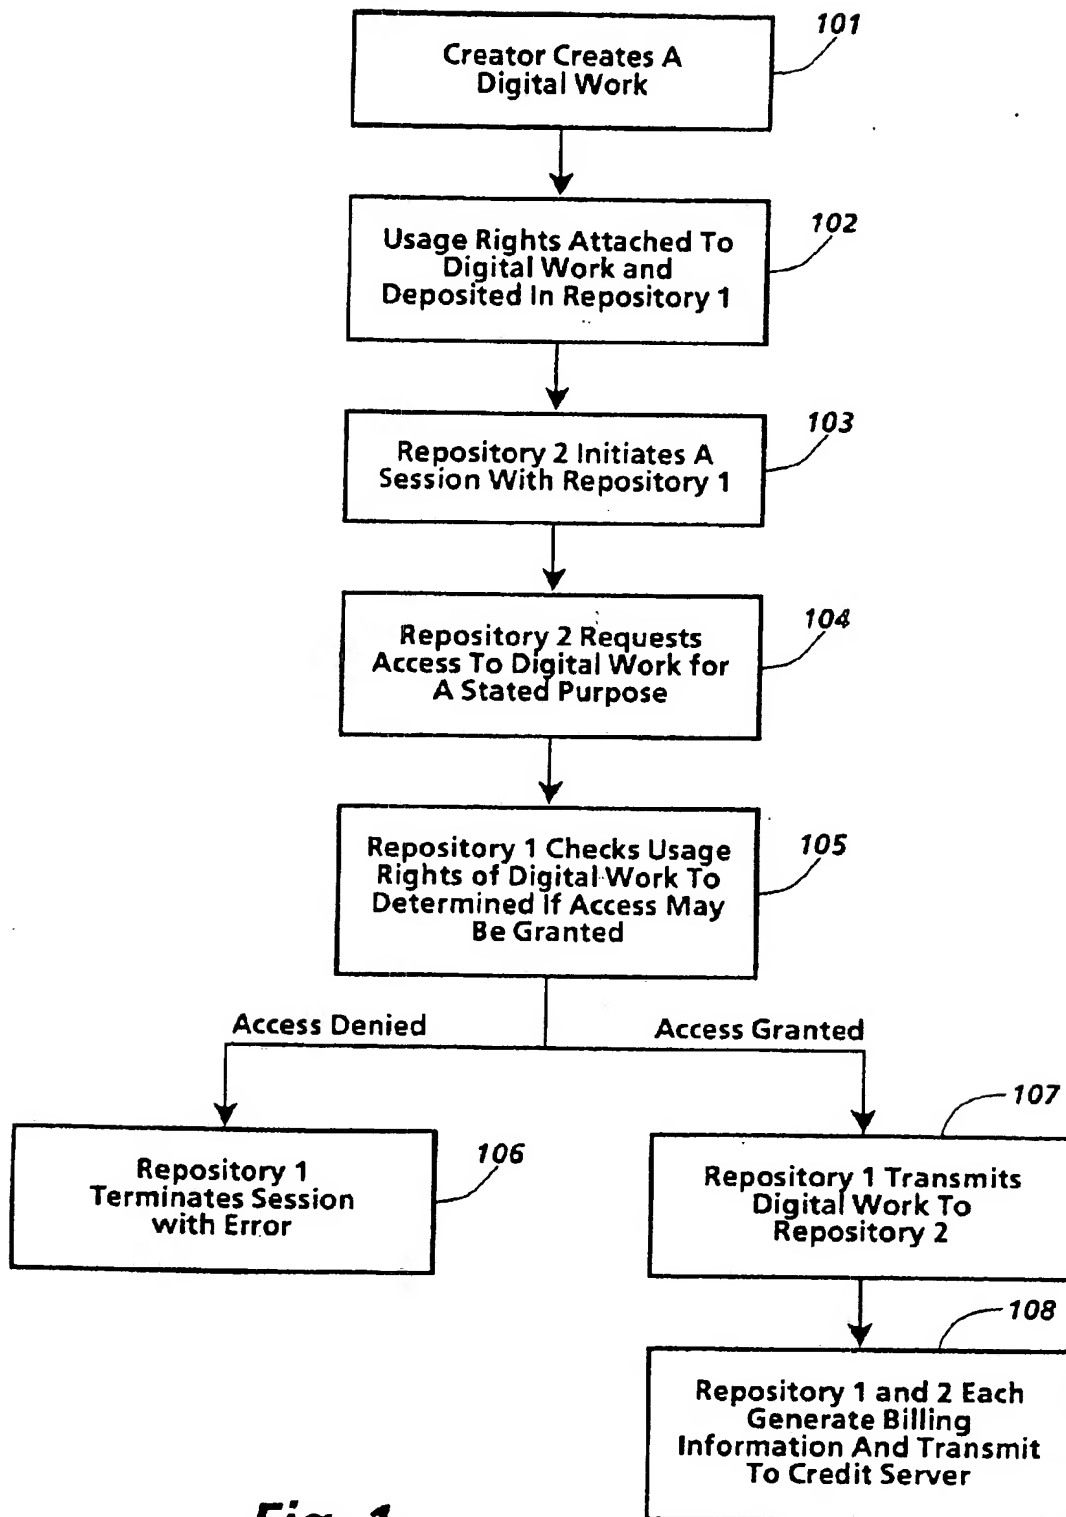 101
Creator Creates A
Digital Work
102
Usage Rights Attached To
Digital Work and
Deposited In Repository 1
103
Repository 2 Initiates A
Session With Repository 1
104
Repository 2 Requests
Access To Digital Work for
A Stated Purpose
105
Repository 1 Checks Usage
Rights of Digital Work To
Determined If Access May
Be Granted
Access Denied
Access Granted
106
Repository 1
Terminates Session
with Error
107
Repository 1 Transmits
Digital Work To
Repository 2
108
Repository 1 and 2 Each
Generate Billing
Information And Transmit
To Credit Server
Fig. 1